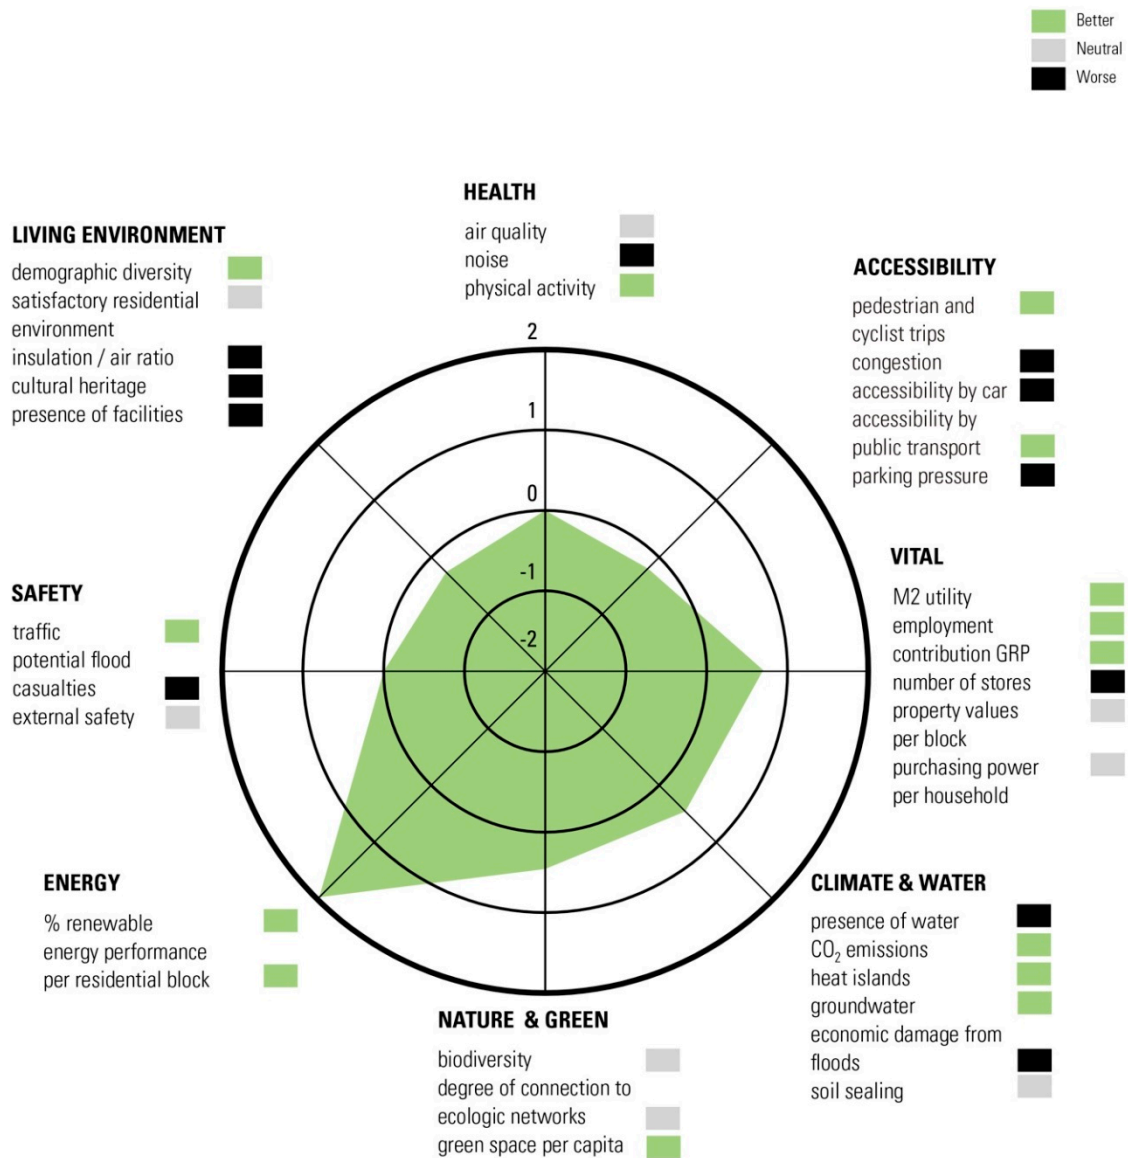 Better
Neutral
Worse
HEALTH
air quality
noise
physical activity
LIVING ENVIRONMENT
demographic diversity
satisfactory residential
environment
insulation / air ratio
cultural heritage
presence of facilities
ACCESSIBILITY
pedestrian and
cyclist trips
congestion
accessibility by car
accessibility by
public transport
parking pressure
2
1
0
-1
-2
SAFETY
traffic
potential flood
casualties
external safety
VITAL
M2 utility
employment
contribution GRP
number of stores
property values
per block
purchasing power
per household
ENERGY
% renewable
energy performance
per residential block
CLIMATE & WATER
presence of water
CO₂ emissions
heat islands
groundwater
economic damage from
floods
soil sealing
NATURE & GREEN
biodiversity
degree of connection to
ecologic networks
green space per capita